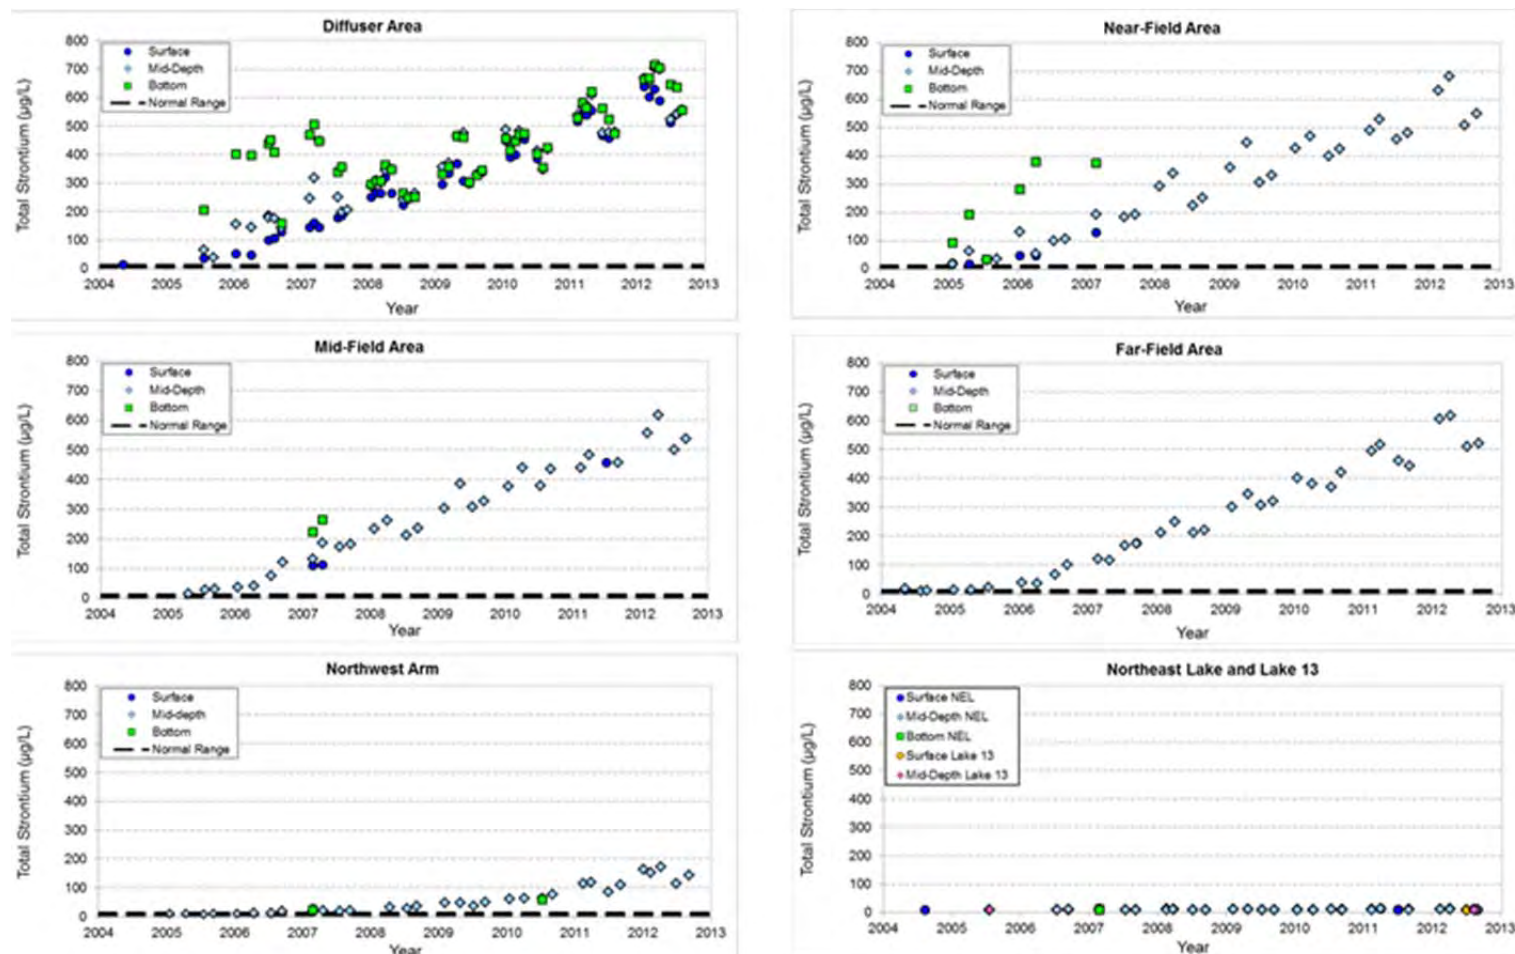 Diffuser Area
800
700
600
500
400
300
200
100
0
Total Strontium (µg/L)
Surface
Mid-Depth
Bottom
Normal Range
2004 2005 2006 2007 2008 2009 2010 2011 2012 2013
Year
Near-Field Area
800
700
600
500
400
300
200
100
0
Total Strontium (µg/L)
Surface
Mid-Depth
Bottom
Normal Range
2004 2005 2006 2007 2008 2009 2010 2011 2012 2013
Year
Mid-Field Area
800
700
600
500
400
300
200
100
0
Total Strontium (µg/L)
Surface
Mid-Depth
Bottom
Normal Range
2004 2005 2006 2007 2008 2009 2010 2011 2012 2013
Year
Far-Field Area
800
700
600
500
400
300
200
100
0
Total Strontium (µg/L)
Surface
Mid-Depth
Bottom
Normal Range
2004 2005 2006 2007 2008 2009 2010 2011 2012 2013
Year
Northwest Arm
800
700
600
500
400
300
200
100
0
Total Strontium (µg/L)
Surface
Mid-depth
Bottom
Normal Range
2004 2005 2006 2007 2008 2009 2010 2011 2012 2013
Year
Northeast Lake and Lake 13
800
700
600
500
400
300
200
100
0
Total Strontium (µg/L)
Surface NEL
Mid-Depth NEL
Bottom NEL
Surface Lake 13
Mid-Depth Lake 13
2004 2005 2006 2007 2008 2009 2010 2011 2012 2013
Year